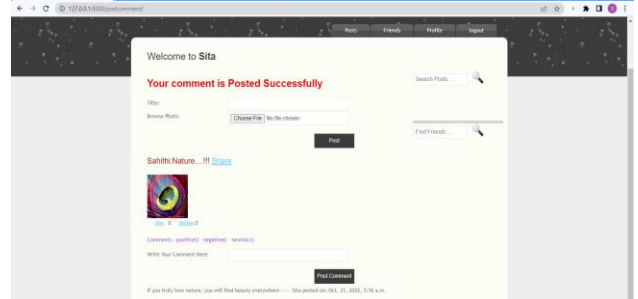 127.0.0.1:8000/postcomment/
Posts Friends Profile logout
Welcome to Sita
Your comment is Posted Successfully
Search Posts ...
Title:
Browse Photo: Choose File No file chosen
Post
Find Friends ...
Sahithi:Nature....!!! Share
0 0
Comments : positive() negative() neutral()
Write Your Comment Here
Post Comment
If you truly love nature, you will find beauty everywhere ---- Sita posted on: Oct. 21, 2022, 5:16 a.m.